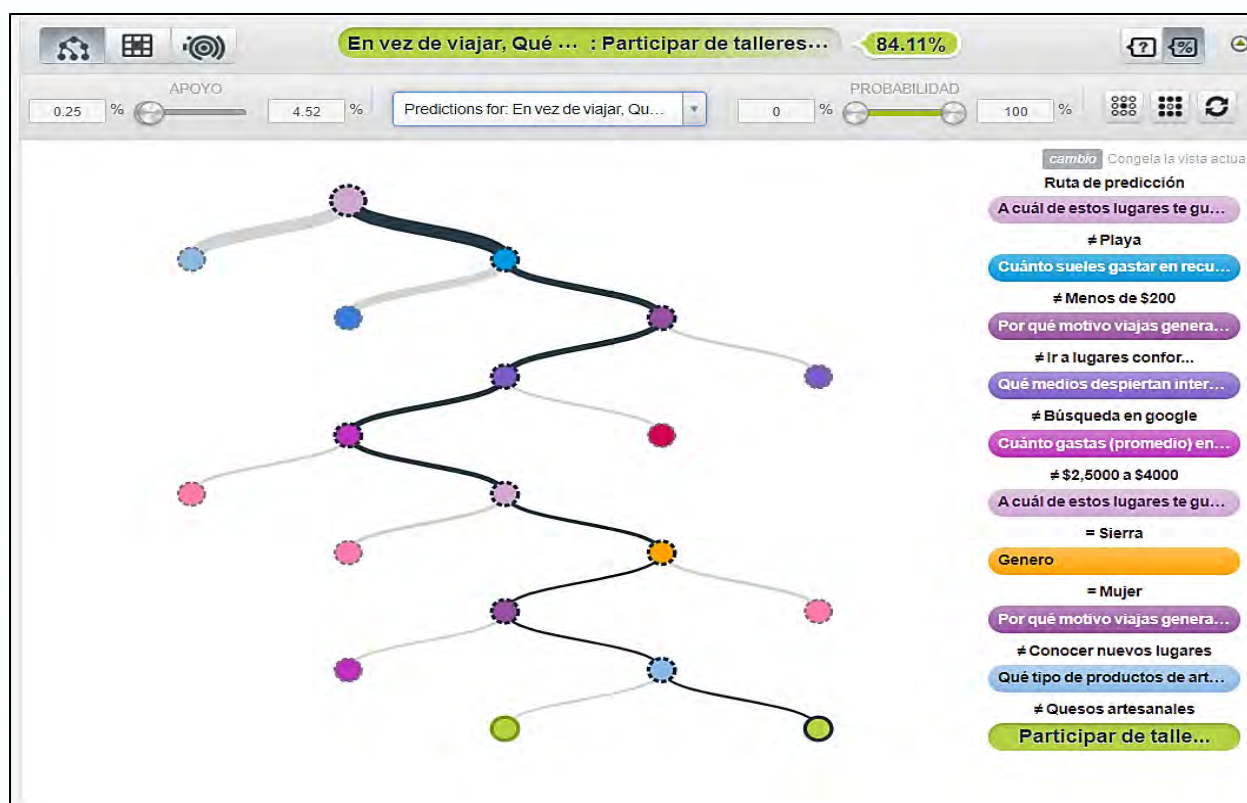 En vez de viajar, Qué ... : Participar de talleres... 84.11%
APOYO
PROBABILIDAD
0.25 % 4.52 % Predictions for: En vez de viajar, Qu... 0 % 100 %
cambio Congela la vista actua
Ruta de predicción
A cuál de estos lugares te gu...
≠ Playa
Cuánto sueles gastar en recu...
≠ Menos de $200
Por qué motivo viajas genera...
≠ Ir a lugares confor...
Qué medios despiertan inter...
≠ Búsqueda en google
Cuánto gastas (promedio) en...
≠ $2,5000 a $4000
A cuál de estos lugares te gu...
= Sierra
Genero
= Mujer
Por qué motivo viajas genera...
≠ Conocer nuevos lugares
Qué tipo de productos de art...
≠ Quesos artesanales
Participar de talle...